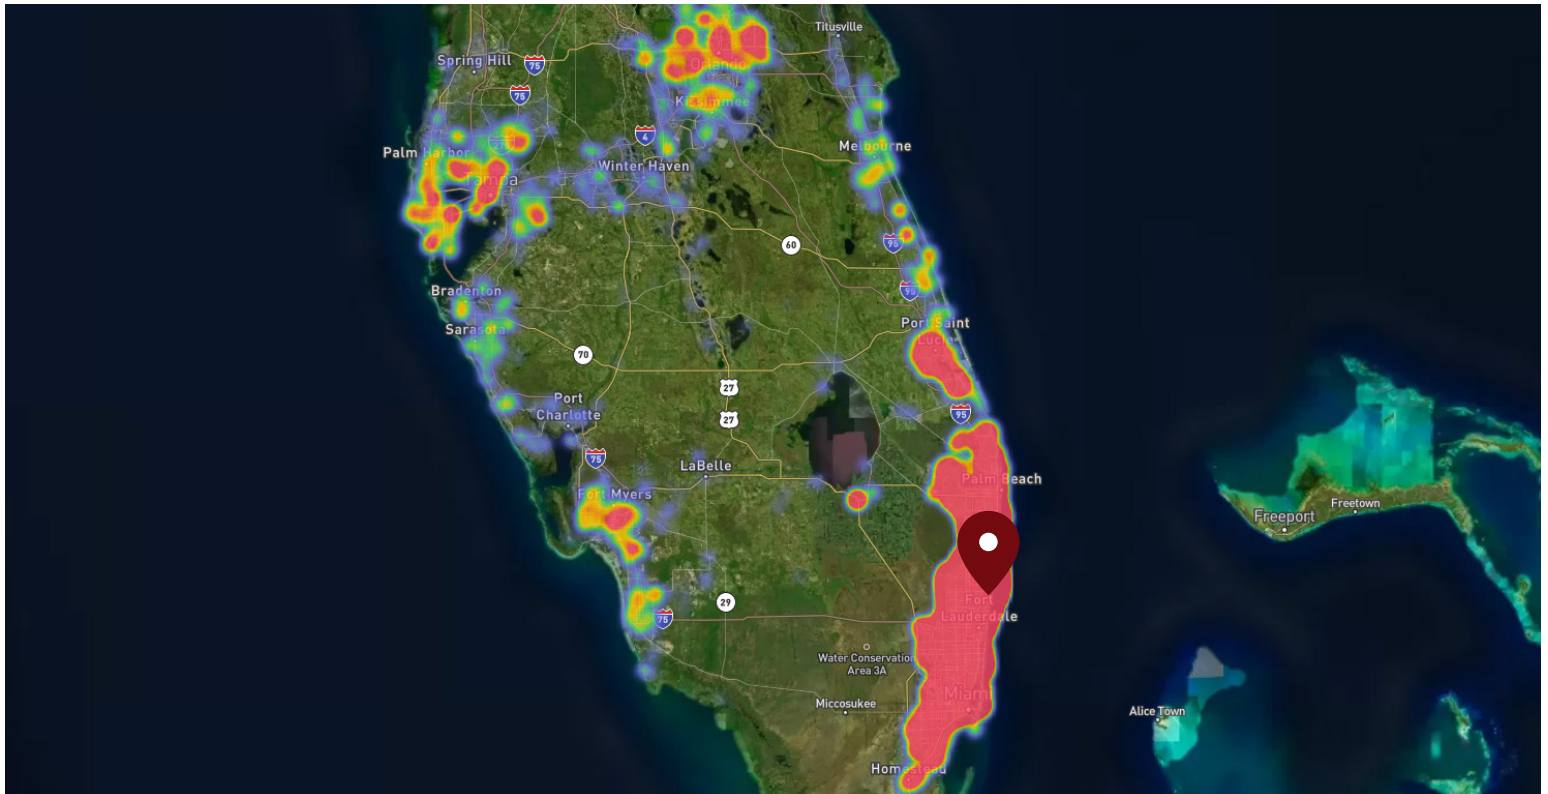 Titusville
Spring Hill
75
Orlando
75
Kissimmee
4
Melbourne
Palm Harbor
Winter Haven
Tampa
60
95
95
Bradenton
Port Saint
Lucie
Sarasota
70
27
Port
Charlotte
95
27
75
LaBelle
Palm Beach
Fort Myers
Freetown
Freeport
29
Fort
Lauderdale
75
Water Conservation
Area 3A
Miami
Miccosukee
Alice Town
Homestead